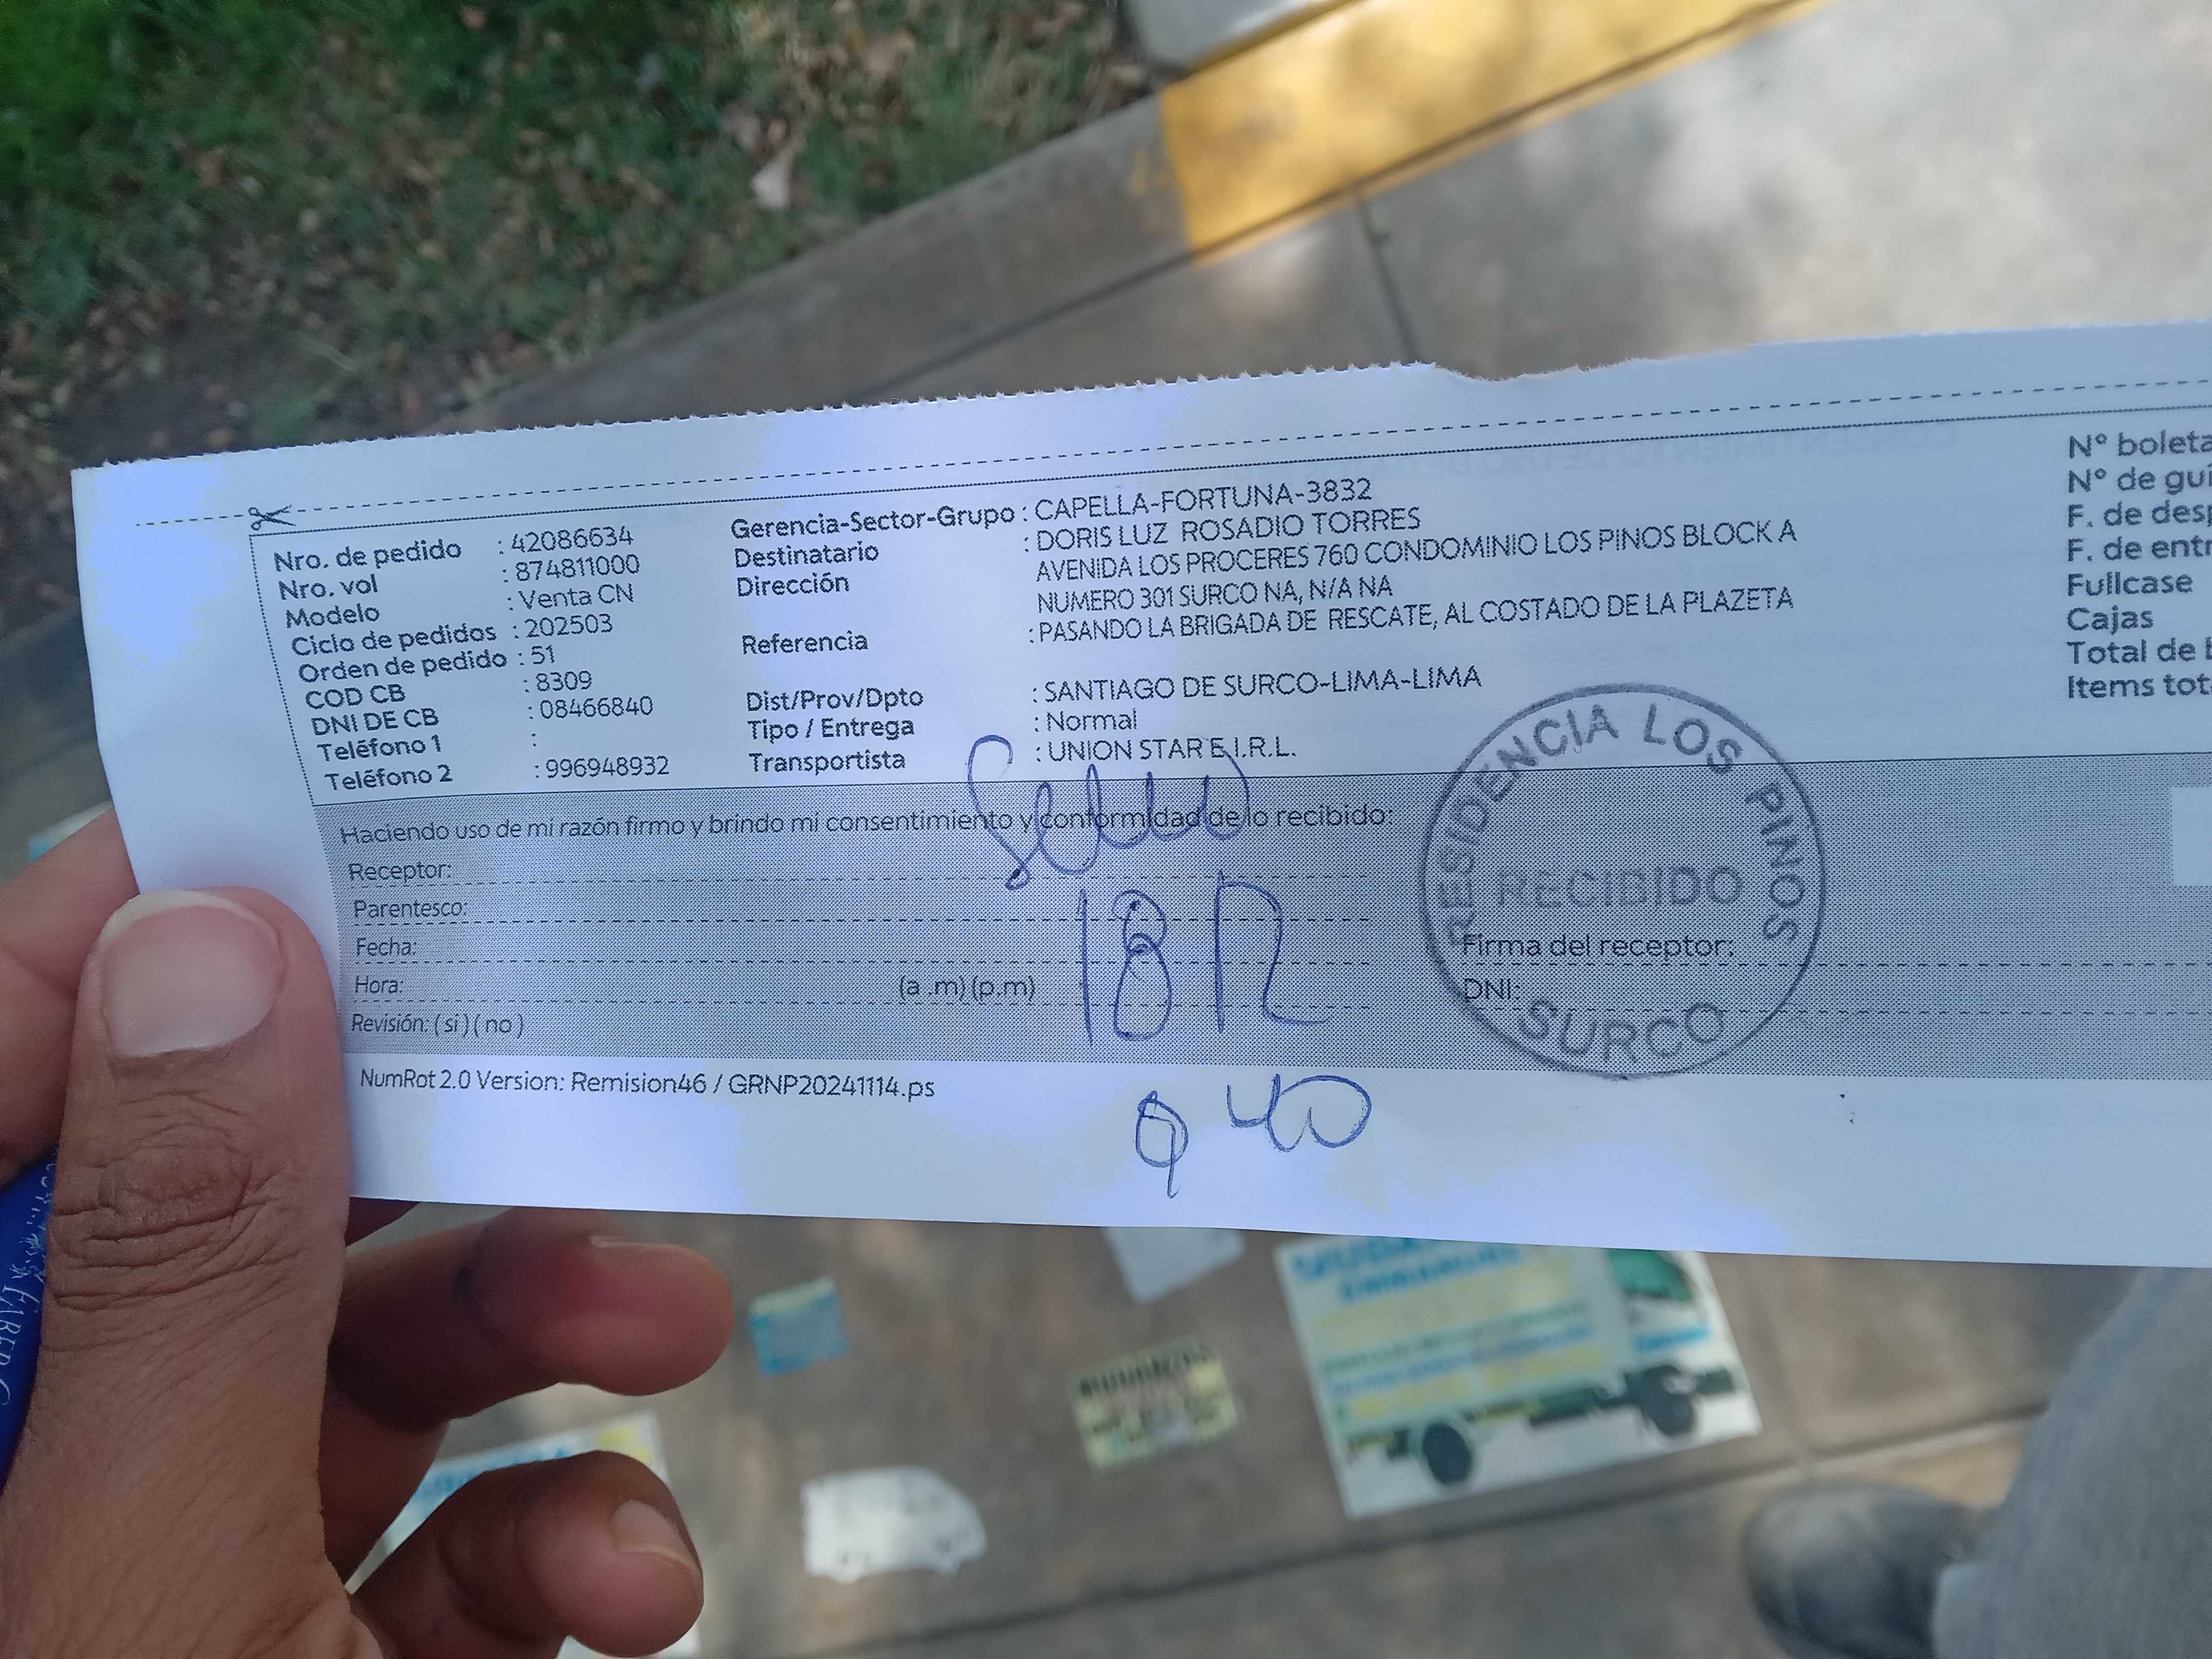 Nro. de pedido : 42086634
Nro. vol : 874811000
Modelo : Venta CN
Ciclo de pedidos : 202503
Orden de pedido : 51
COD CB : 8309
DNI DE CB : 08466840
Teléfono 1 :
Teléfono 2 : 996948932
Gerencia-Sector-Grupo : CAPELLA-FORTUNA-3832
Destinatario : DORIS LUZ ROSADIO TORRES
Dirección AVENIDA LOS PROCERES 760 CONDOMINIO LOS PINOS BLOCK A
NUMERO 301 SURCO NA, N/A NA
Referencia : PASANDO LA BRIGADA DE RESCATE, AL COSTADO DE LA PLAZETA
Dist/Prov/Dpto : SANTIAGO DE SURCO-LIMA-LIMA
Tipo / Entrega : Normal
Transportista : UNION STAR E.I.R.L.
N° boleta
N° de guí
F. de desp
F. de entr
Fullcase
Cajas
Total de b
Items tot
Haciendo uso de mi razón firmo y brindo mi consentimiento y conformidad de lo recibido:
Receptor:
Parentesco:
Fecha:
Hora: (a .m) (p.m)
Revisión: ( si ) ( no )
Firma del receptor:
DNI:
RESIDENCIA LOS PINOS
RECIBIDO
SURCO
NumRot 2.0 Version: Remision46 / GRNP20241114.ps
9 40